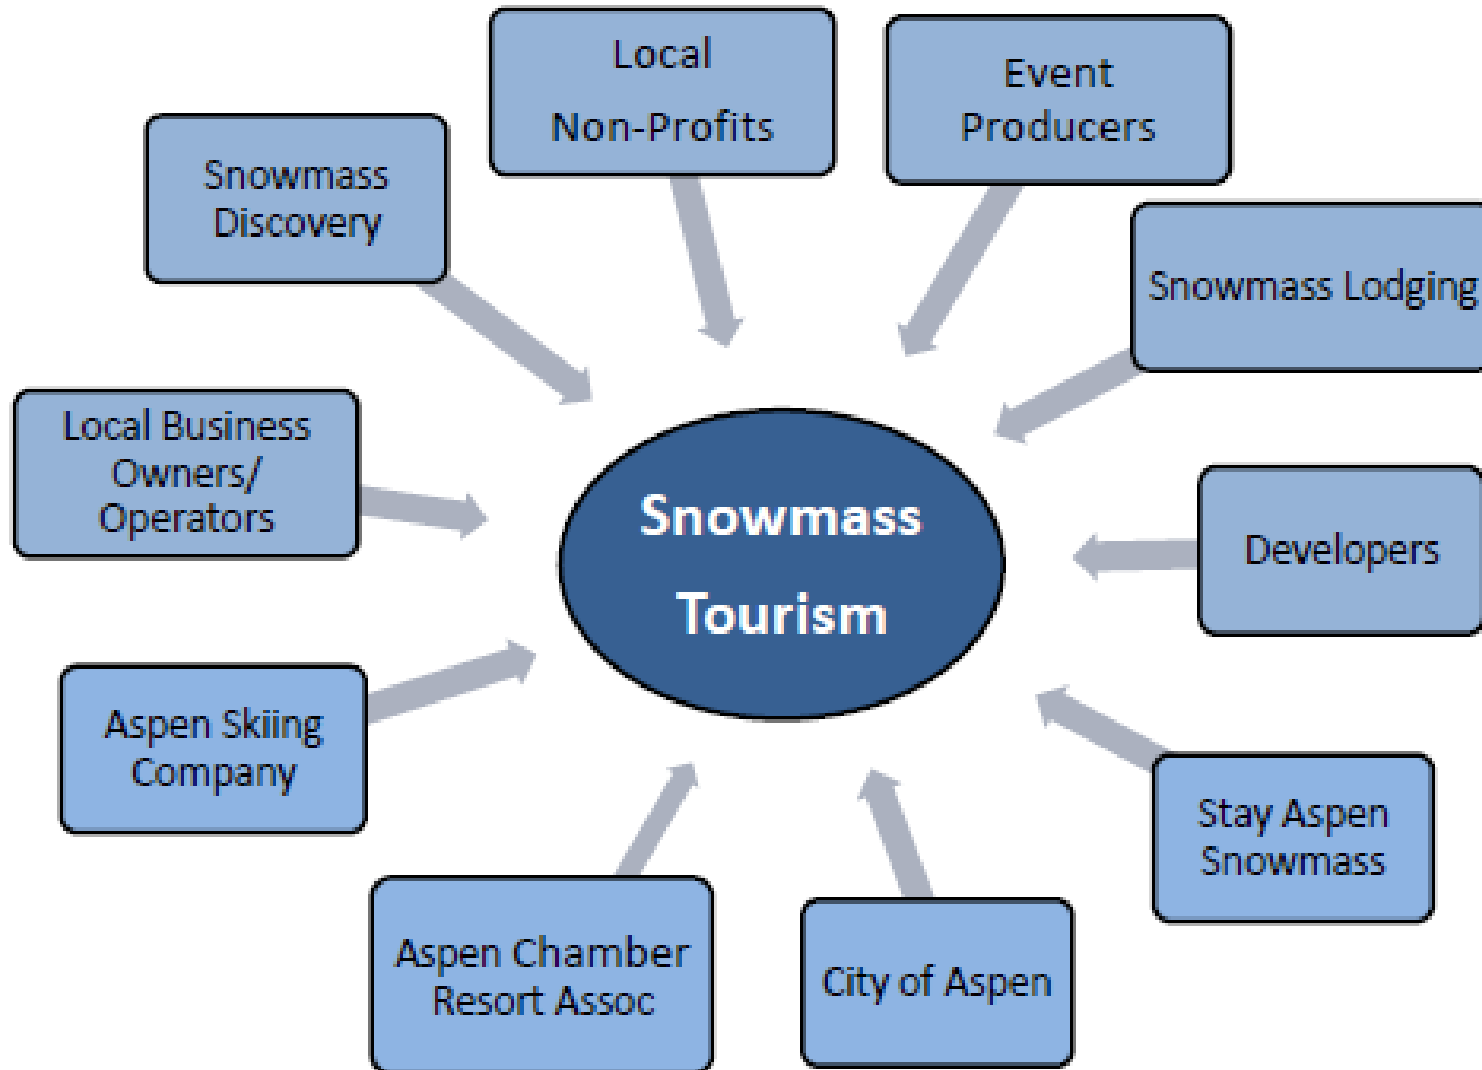 Local
Non-Profits
Event
Producers
Snowmass
Discovery
Snowmass Lodging
Local Business
Owners/
Operators
Snowmass
Tourism
Developers
Aspen Skiing
Company
Stay Aspen
Snowmass
Aspen Chamber
Resort Assoc
City of Aspen